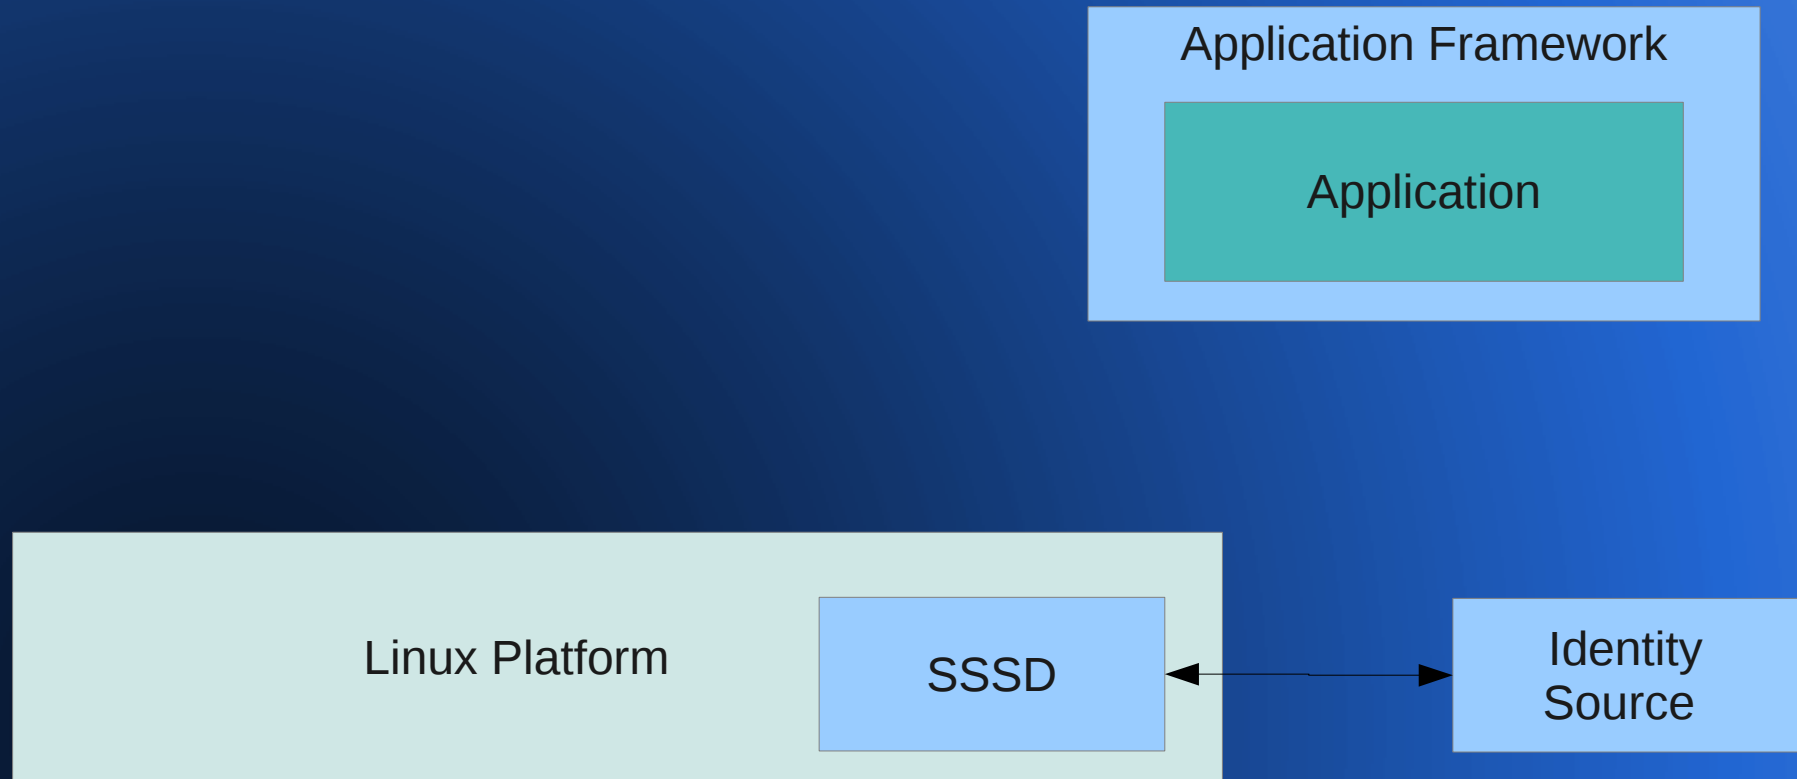 Application Framework
Application
Linux Platform
SSSD
Identity
Source